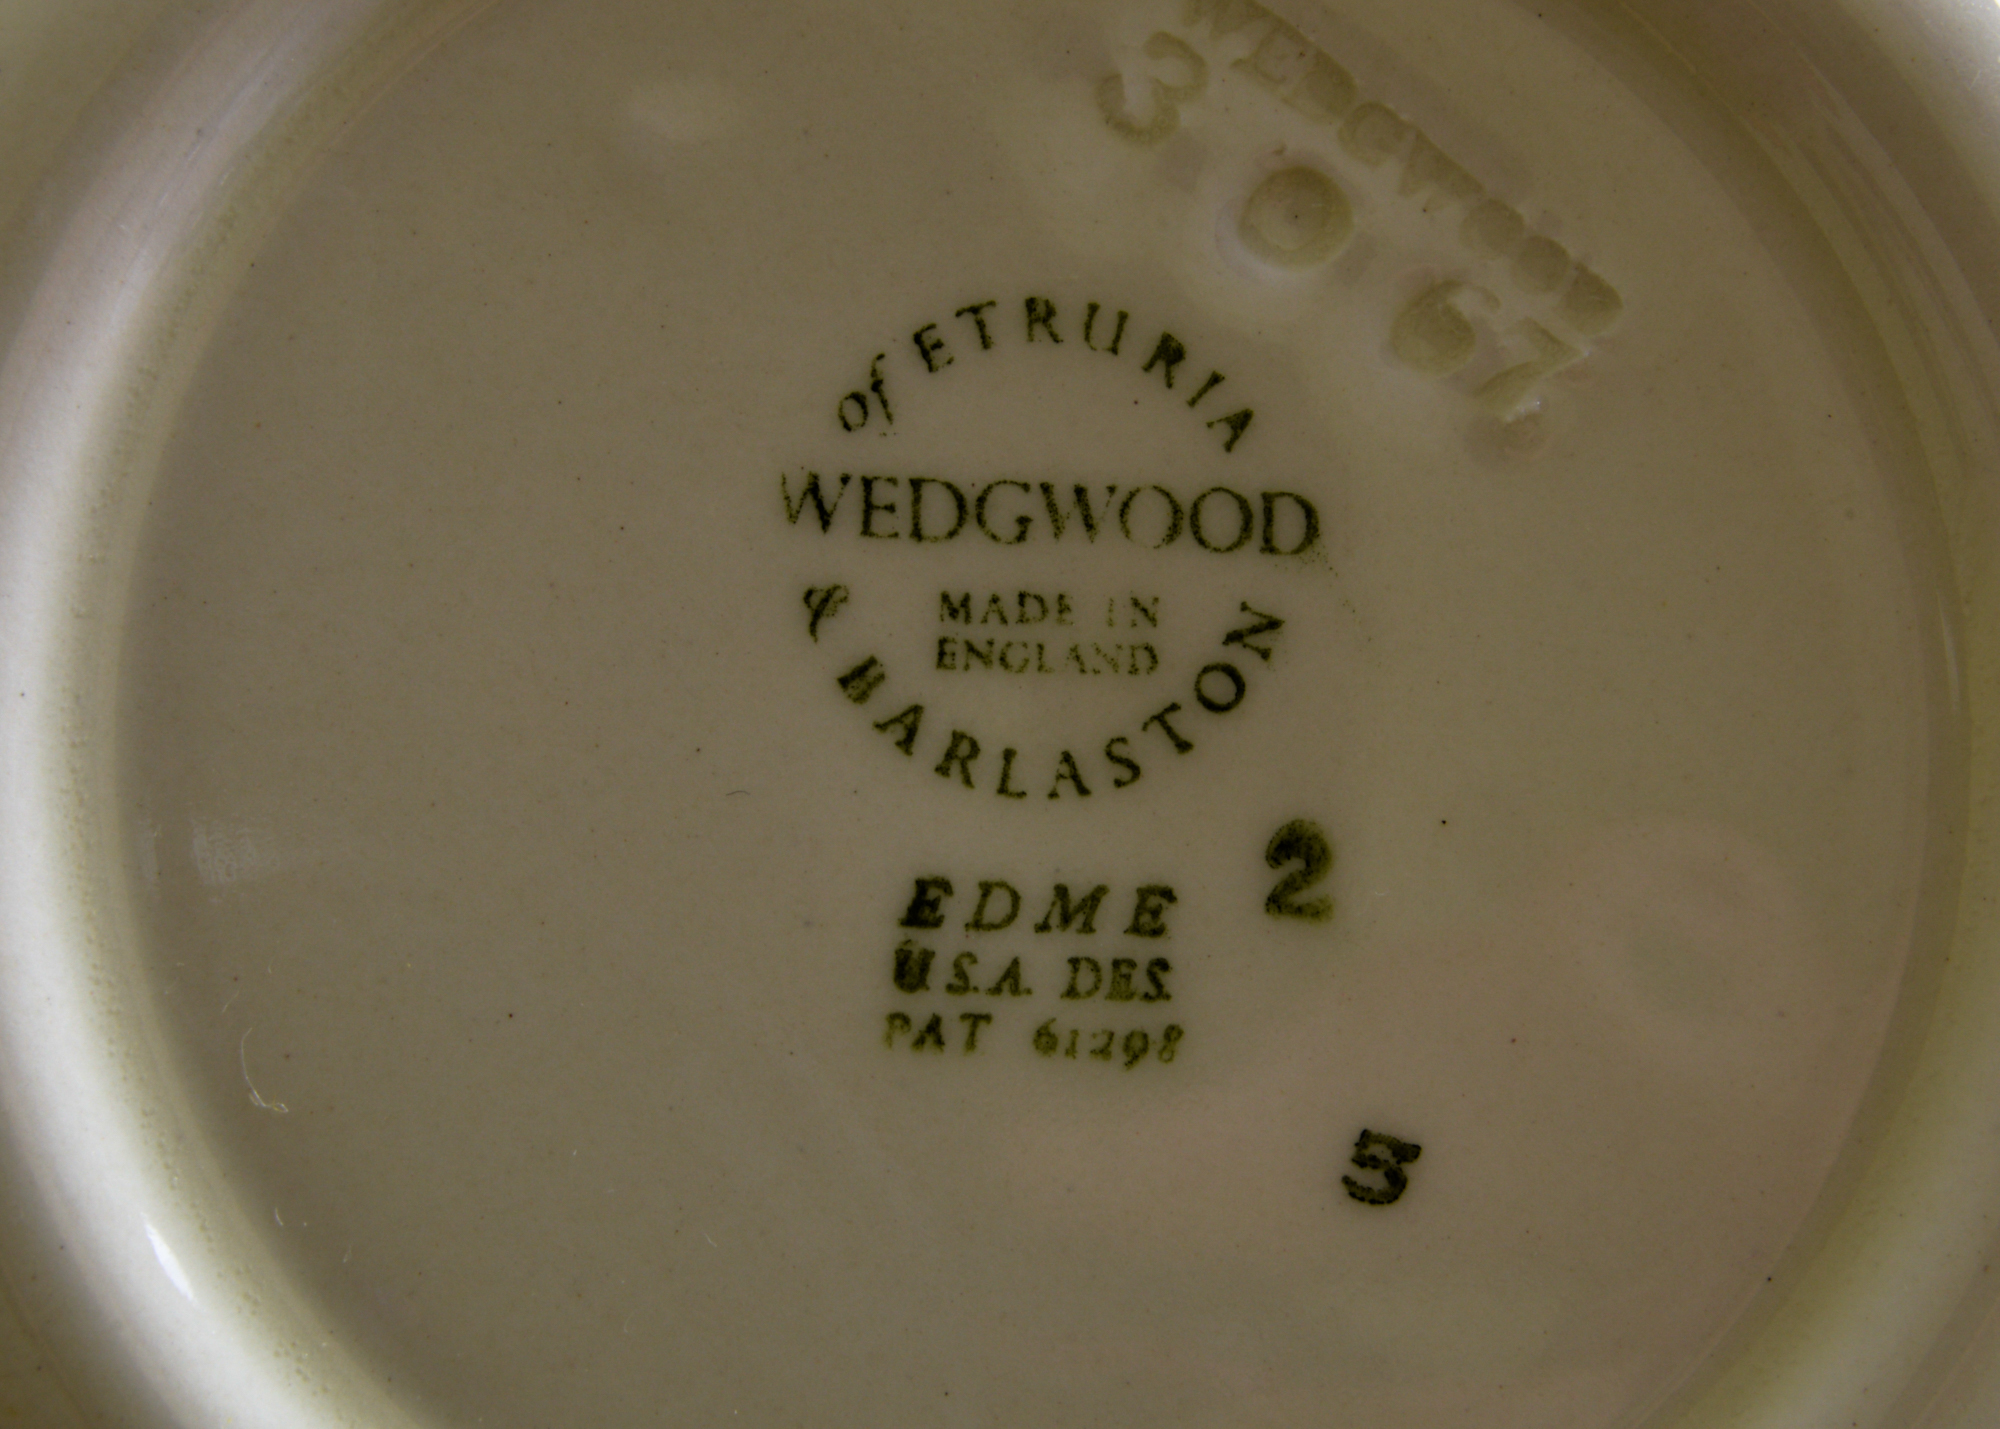 WEDGWOOD
3 O 67
of ETRURIA
WEDGWOOD
& BARLASTON
MADE IN
ENGLAND
EDME
U.S.A. DES.
PAT 61298
2
5